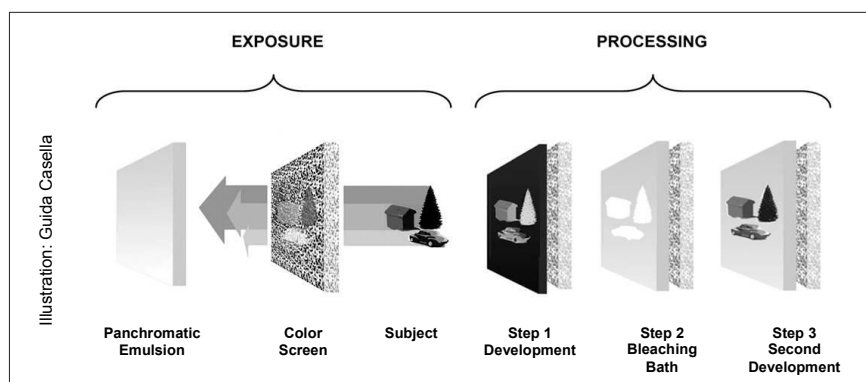 EXPOSURE
PROCESSING
Illustration: Guida Casella
Panchromatic
Emulsion
Color
Screen
Subject
Step 1
Development
Step 2
Bleaching
Bath
Step 3
Second
Development